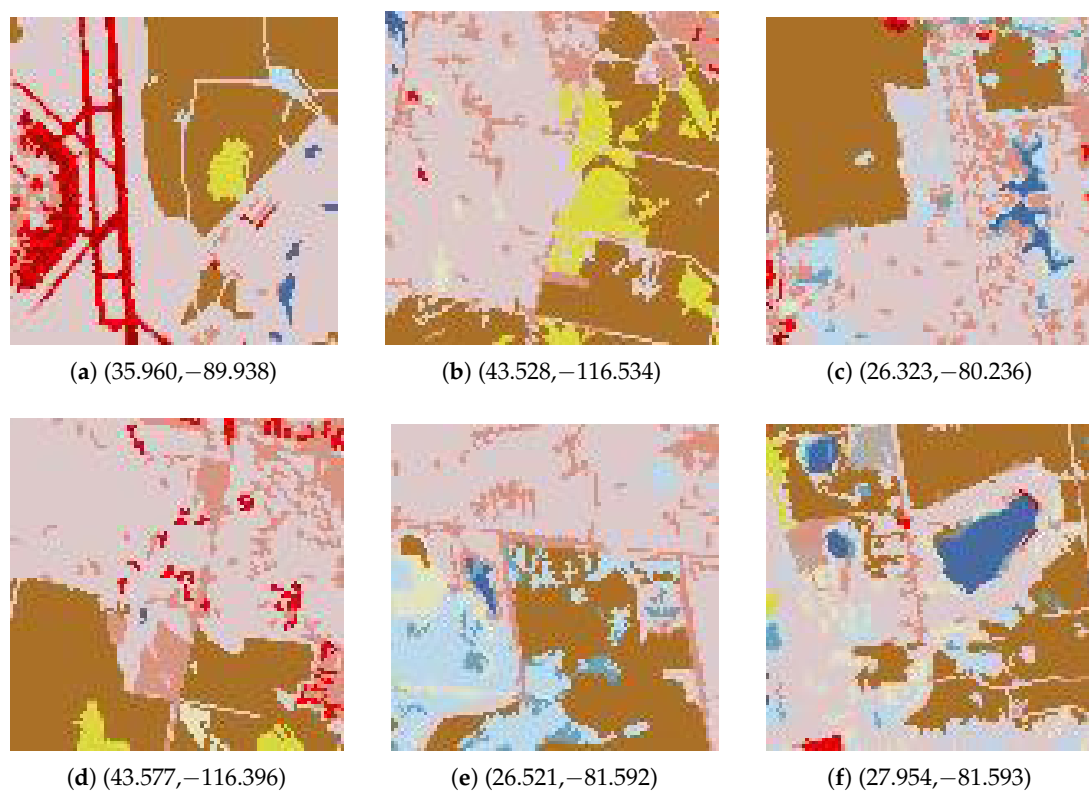 (a) (35.960,−89.938)
(b) (43.528,−116.534)
(c) (26.323,−80.236)
(d) (43.577,−116.396)
(e) (26.521,−81.592)
(f) (27.954,−81.593)